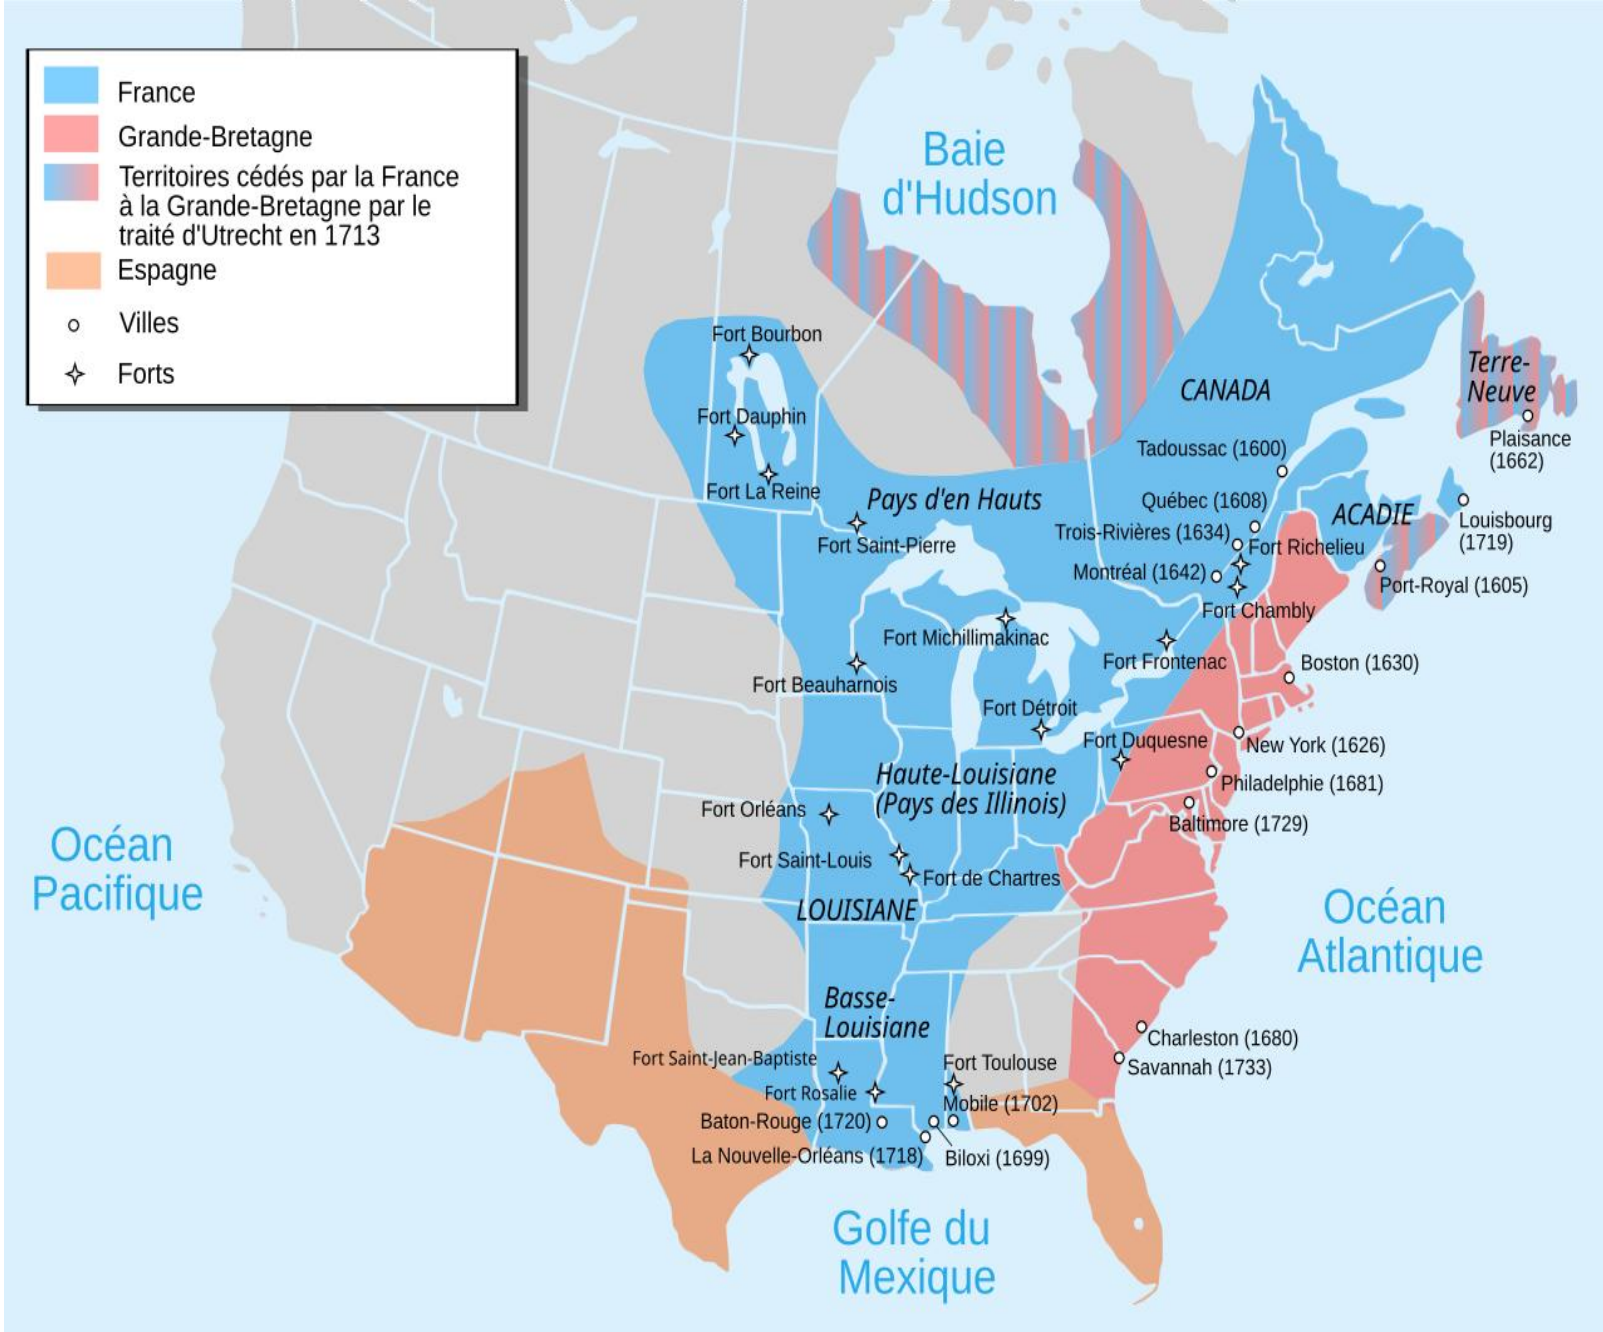 France
Grande-Bretagne
Territoires cédés par la France
à la Grande-Bretagne par le
traité d'Utrecht en 1713
Espagne
Villes
Forts
Baie
d'Hudson
Terre-
Neuve
Plaisance
(1662)
CANADA
Tadoussac (1600)
Québec (1608)
Trois-Rivières (1634)
Montréal (1642)
Fort Richelieu
Fort Chambly
ACADIE
Louisbourg
(1719)
Port-Royal (1605)
Fort Bourbon
Fort Dauphin
Fort La Reine
Pays d'en Hauts
Fort Saint-Pierre
Fort Michillimakinac
Fort Frontenac
Fort Beauharnois
Fort Détroit
Fort Duquesne
Boston (1630)
New York (1626)
Philadelphie (1681)
Baltimore (1729)
Haute-Louisiane
(Pays des Illinois)
Fort Orléans
Fort Saint-Louis
Fort de Chartres
LOUISIANE
Océan
Pacifique
Océan
Atlantique
Basse-
Louisiane
Charleston (1680)
Savannah (1733)
Fort Saint-Jean-Baptiste
Fort Toulouse
Fort Rosalie
Mobile (1702)
Baton-Rouge (1720)
La Nouvelle-Orléans (1718)
Biloxi (1699)
Golfe du
Mexique